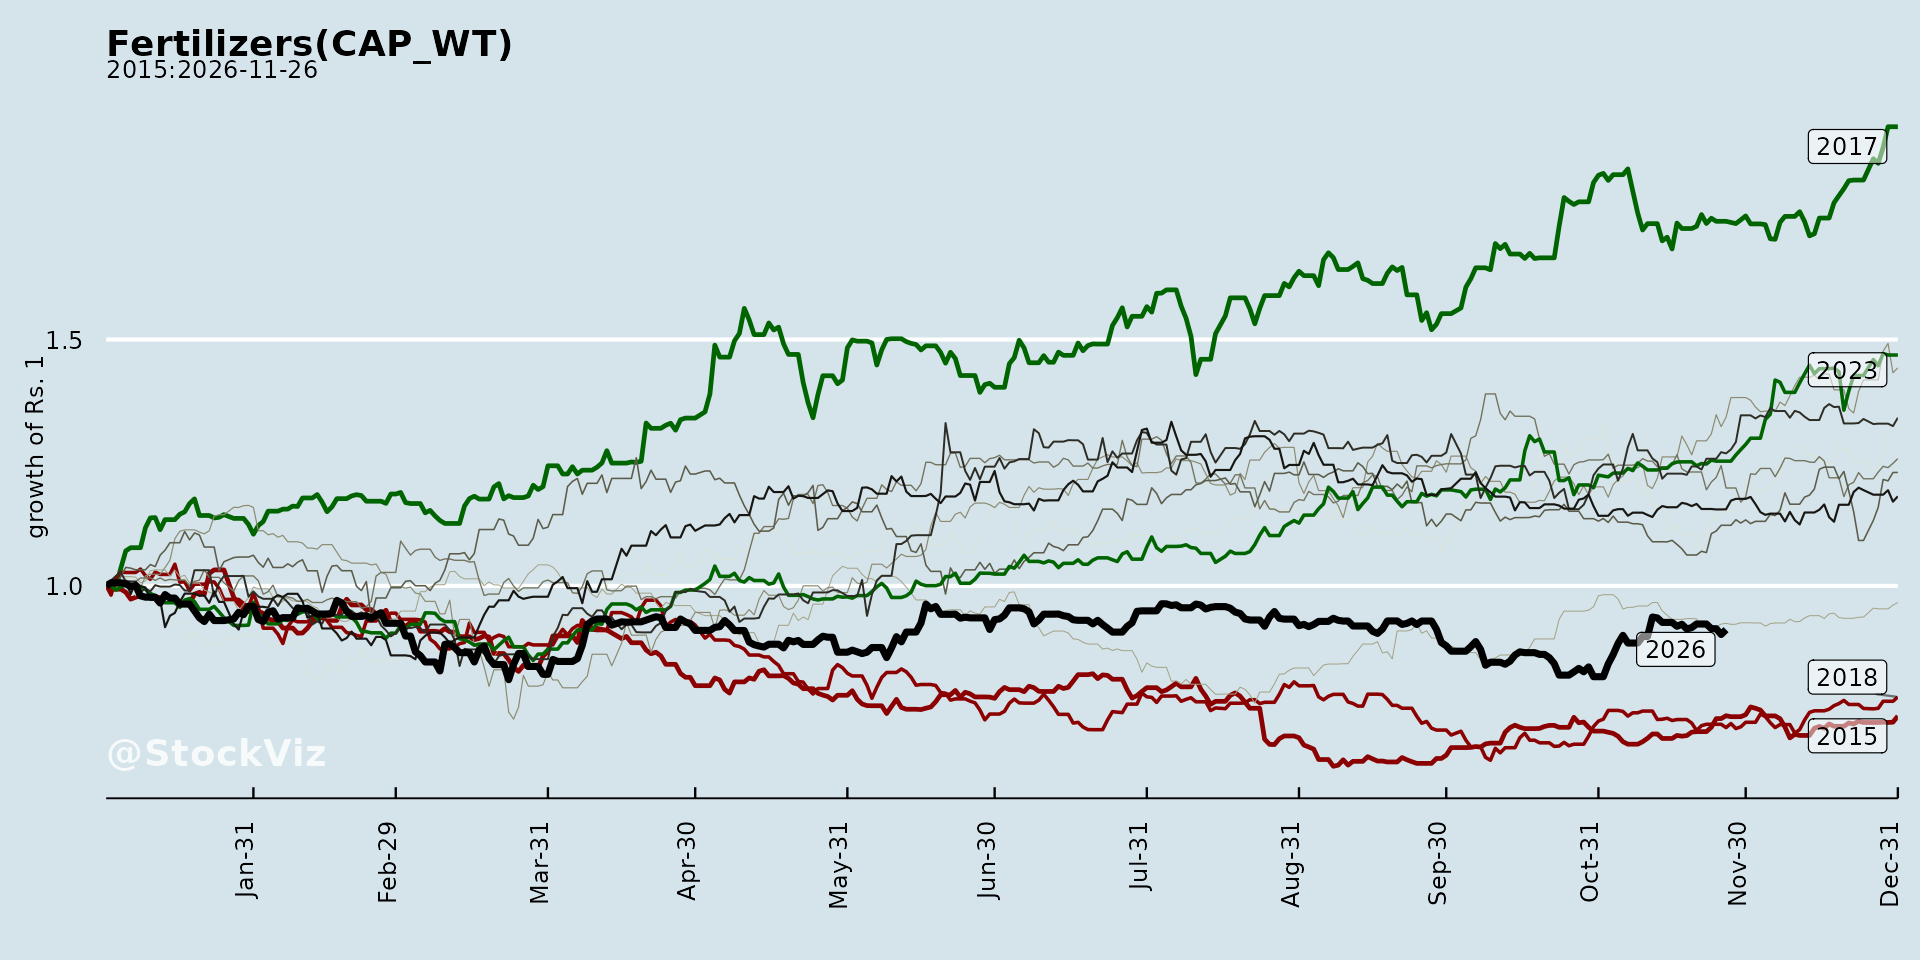 Fertilizers(CAP_WT)
2015:2026-11-26
growth of Rs. 1
1.5
1.0
2017
2023
2026
2018
2015
@StockViz
Jan-31
Feb-29
Mar-31
Apr-30
May-31
Jun-30
Jul-31
Aug-31
Sep-30
Oct-31
Nov-30
Dec-31